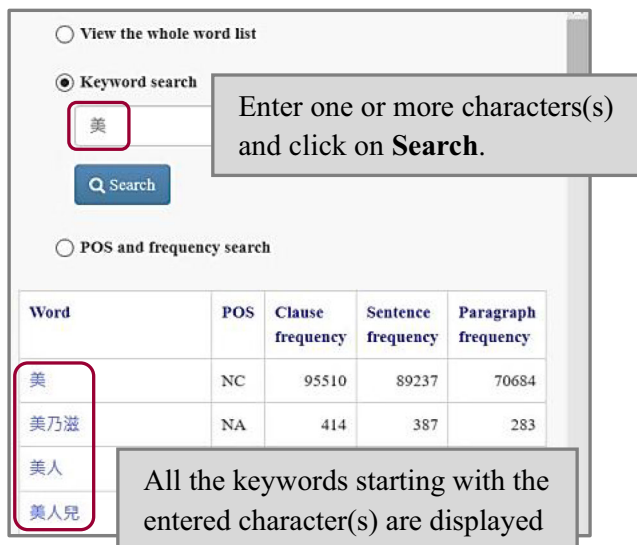 View the whole word list
Keyword search
美
Enter one or more characters(s)
and click on Search.
Search
POS and frequency search
Word POS Clause frequency Sentence frequency Paragraph frequency
美 NC 95510 89237 70684
美乃滋 NA 414 387 283
美人
美人兒
All the keywords starting with the
entered character(s) are displayed